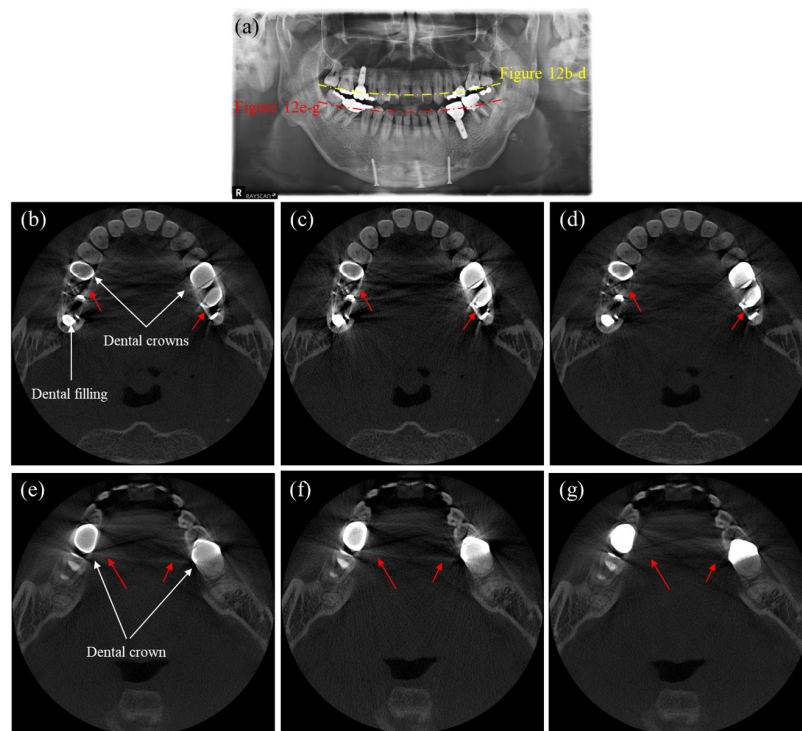 (a)
Figure 12b-d
Figure 12e-g
R
RAYSCAN
(b)
(c)
(d)
Dental crowns
Dental filling
(e)
(f)
(g)
Dental crown